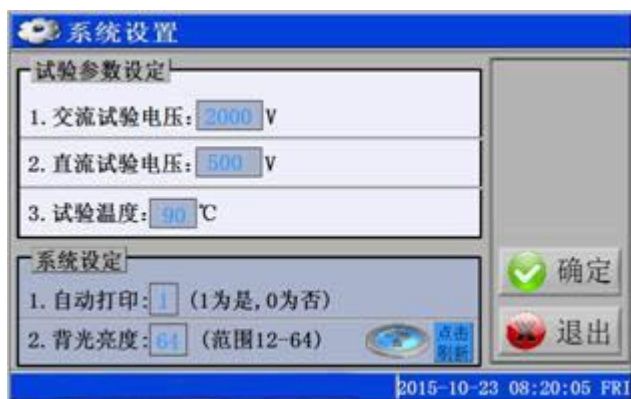 系统设置
试验参数设定
1.交流试验电压：2000 V
2.直流试验电压：500 V
3.试验温度：90 ℃
系统设定
1.自动打印：1 (1为是,0为否)
2.背光亮度：64 (范围12-64)
点击
刷新
确定
退出
2015-10-23 08:20:05 FRI